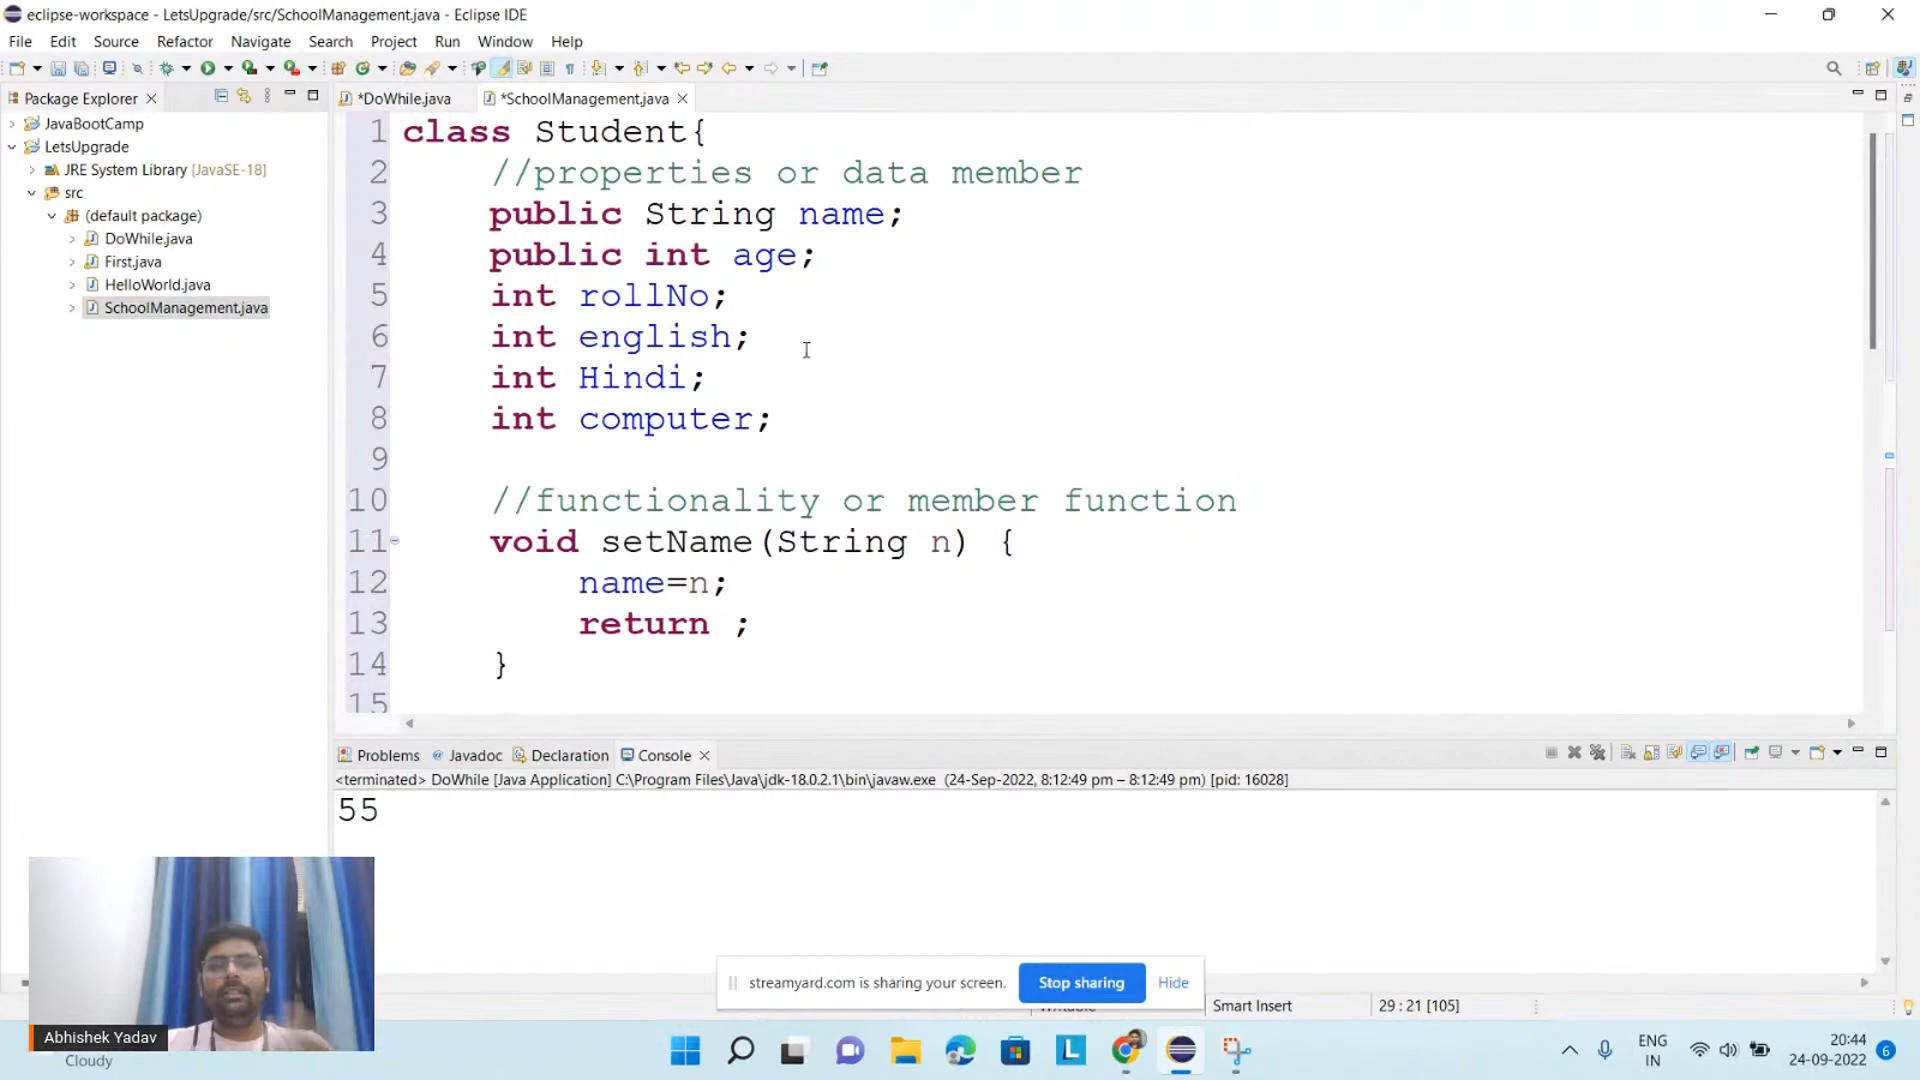 eclipse-workspace - LetsUpgrade/src/SchoolManagement.java - Eclipse IDE
File Edit Source Refactor Navigate Search Project Run Window Help
Package Explorer
*DoWhile.java
*SchoolManagement.java
JavaBootCamp
LetsUpgrade
JRE System Library [JavaSE-18]
src
(default package)
DoWhile.java
First.java
HelloWorld.java
SchoolManagement.java
1 class Student{
2 //properties or data member
3 public String name;
4 public int age;
5 int rollNo;
6 int english;
7 int Hindi;
8 int computer;
9
10 //functionality or member function
11 void setName(String n) {
12 name=n;
13 return ;
14 }
15
Problems @ Javadoc Declaration Console
<terminated> DoWhile [Java Application] C:\Program Files\Java\jdk-18.0.2.1\bin\javaw.exe (24-Sep-2022, 8:12:49 pm – 8:12:49 pm) [pid: 16028]
55
streamyard.com is sharing your screen. Stop sharing Hide
Smart Insert 29 : 21 [105]
Abhishek Yadav
Cloudy
L
ENG
IN
20:44
24-09-2022
6